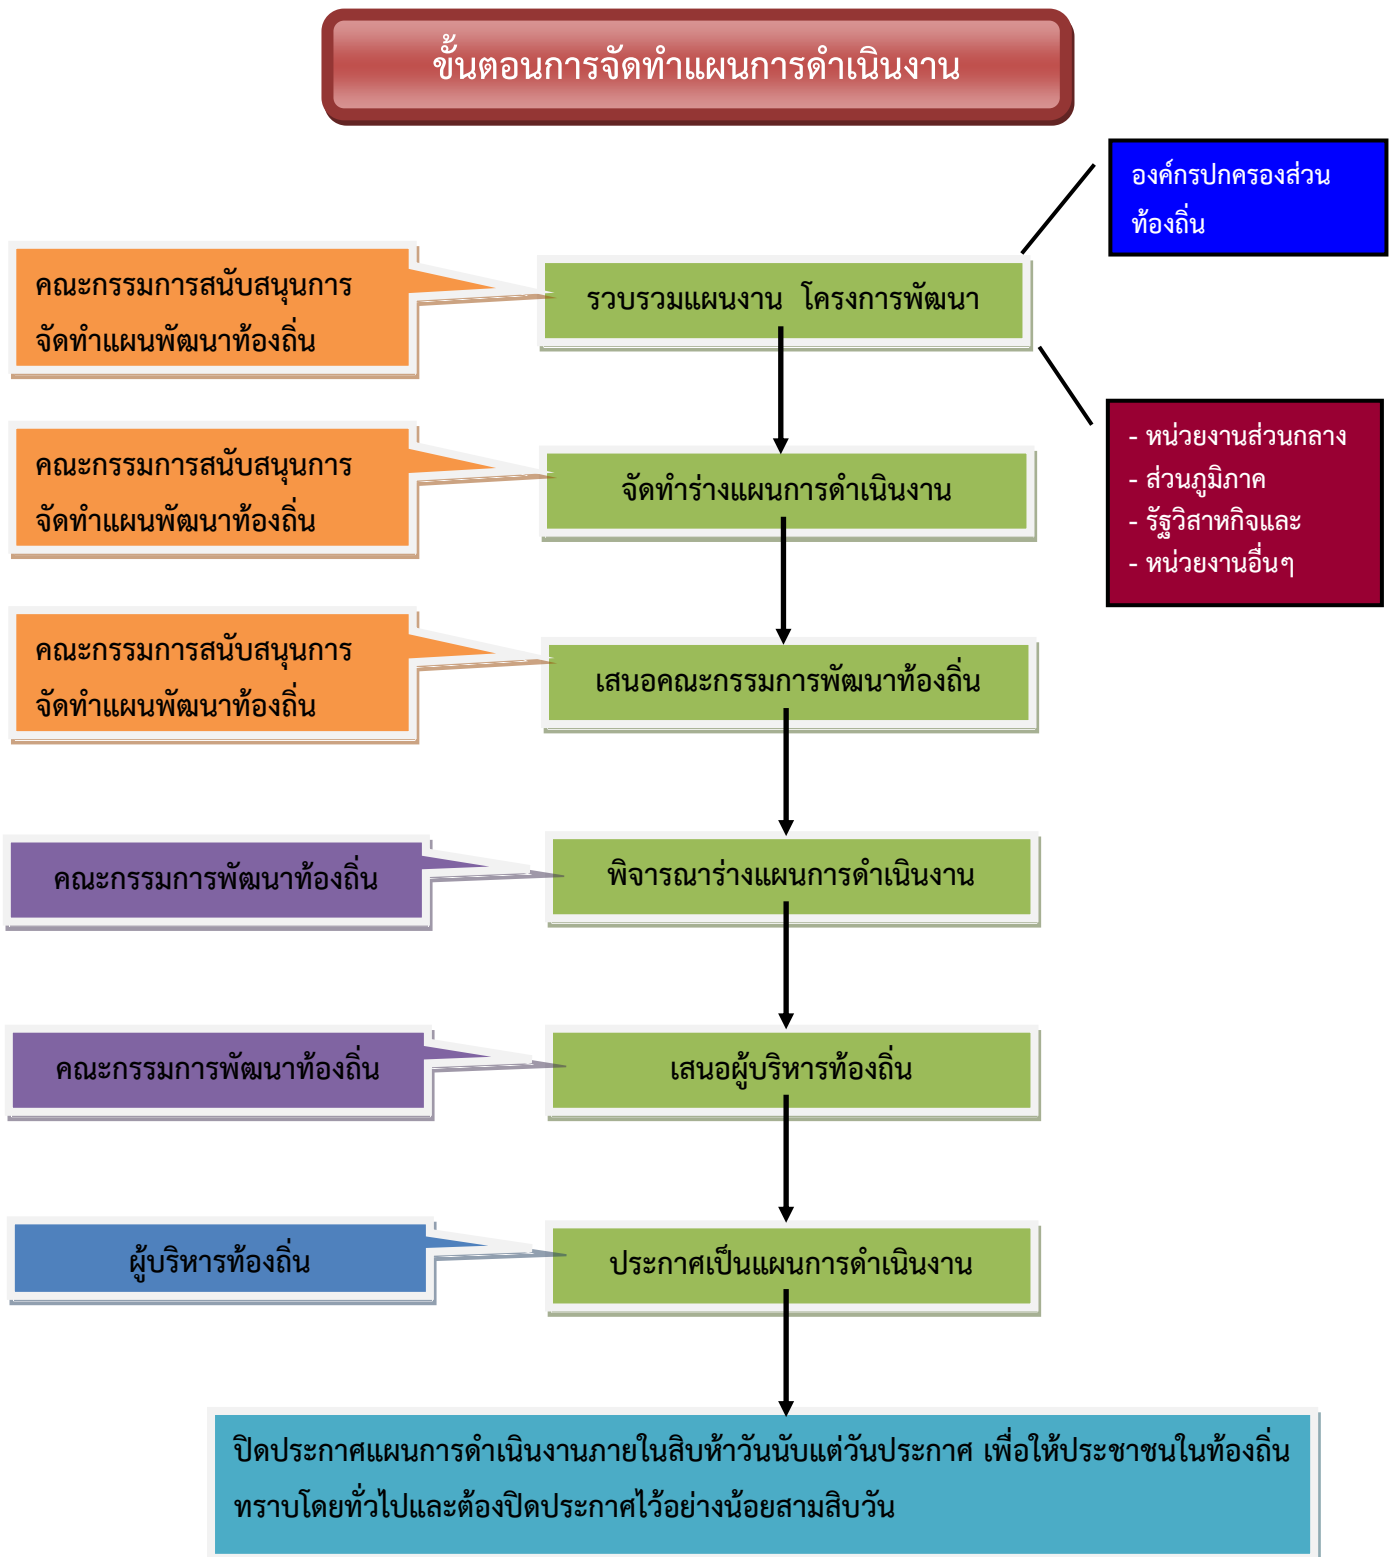 ขั้นตอนการจัดทำแผนการดำเนินงาน
องค์กรปกครองส่วน
ท้องถิ่น
คณะกรรมการสนับสนุนการ
จัดทำแผนพัฒนาท้องถิ่น
รวบรวมแผนงาน โครงการพัฒนา
- หน่วยงานส่วนกลาง
- ส่วนภูมิภาค
- รัฐวิสาหกิจและ
- หน่วยงานอื่นๆ
คณะกรรมการสนับสนุนการ
จัดทำแผนพัฒนาท้องถิ่น
จัดทำร่างแผนการดำเนินงาน
คณะกรรมการสนับสนุนการ
จัดทำแผนพัฒนาท้องถิ่น
เสนอคณะกรรมการพัฒนาท้องถิ่น
คณะกรรมการพัฒนาท้องถิ่น
พิจารณาร่างแผนการดำเนินงาน
คณะกรรมการพัฒนาท้องถิ่น
เสนอผู้บริหารท้องถิ่น
ผู้บริหารท้องถิ่น
ประกาศเป็นแผนการดำเนินงาน
ปิดประกาศแผนการดำเนินงานภายในสิบห้าวันนับแต่วันประกาศ เพื่อให้ประชาชนในท้องถิ่น
ทราบโดยทั่วไปและต้องปิดประกาศไว้อย่างน้อยสามสิบวัน